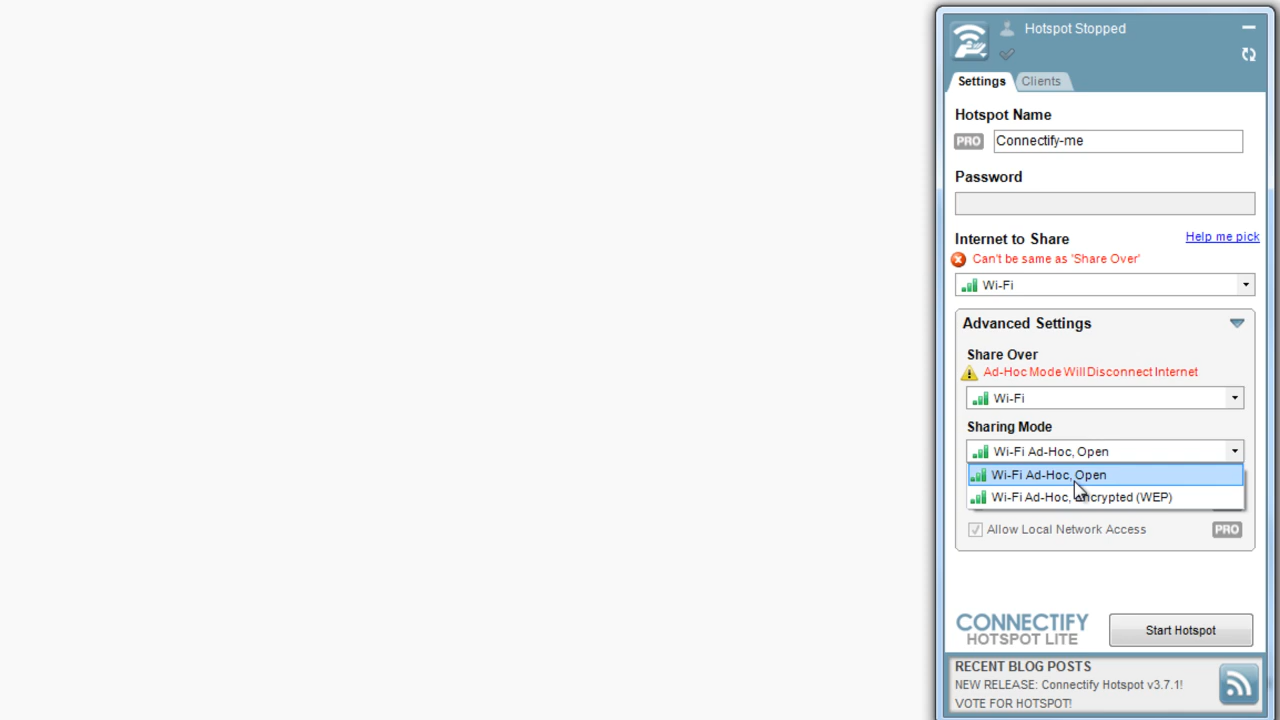 Hotspot Stopped
Settings
Clients
Hotspot Name
PRO
Connectify-me
Password
Internet to Share
Help me pick
Can't be same as 'Share Over'
Wi-Fi
Advanced Settings
Share Over
Ad-Hoc Mode Will Disconnect Internet
Wi-Fi
Sharing Mode
Wi-Fi Ad-Hoc, Open
Wi-Fi Ad-Hoc, Open
Wi-Fi Ad-Hoc, Encrypted (WEP)
Allow Local Network Access
PRO
CONNECTIFY
HOTSPOT LITE
Start Hotspot
RECENT BLOG POSTS
NEW RELEASE: Connectify Hotspot v3.7.1!
VOTE FOR HOTSPOT!